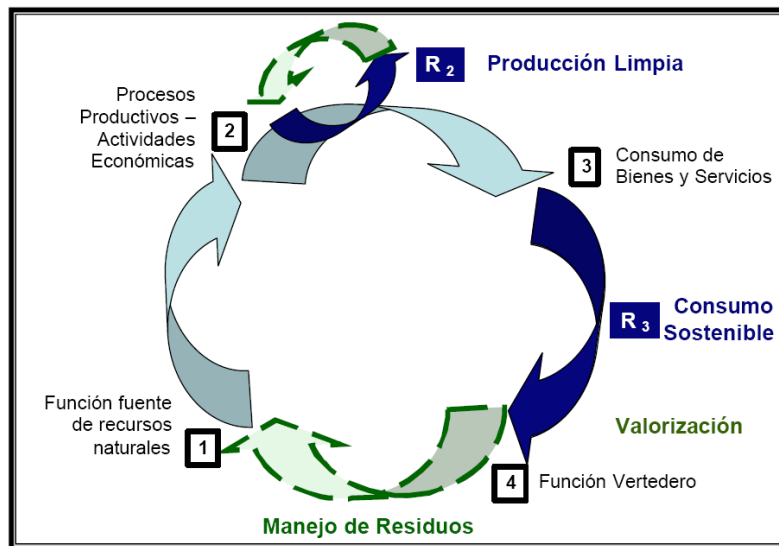 R 2
Producción Limpia
Procesos
Productivos –
Actividades
Económicas
2
3
Consumo de
Bienes y Servicios
R 3
Consumo
Sostenible
Función fuente
de recursos
naturales
1
Valorización
4
Función Vertedero
Manejo de Residuos